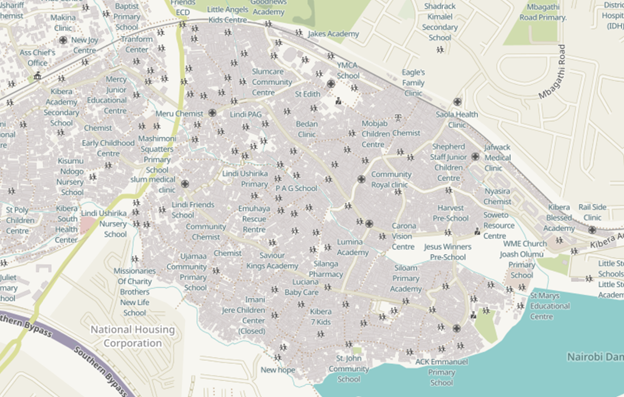 Friends
ECD
Little Angels
Kids Centre
Goodnews
Academy
Shadrack
Kimalel
Secondary
School
Mbagathi
Road Primary
Distri
Hospita
(IDH)
Mbagathi Road
Shariff
Makina
Clinic
Baptist
Primary
School
New Joy
Centre
Tranform
Center
Jakes Academy
Ass Chief's
Office
YMCA
School
Eagle's
Family
Clinic
Mercy
Junior
Educational
Centre
Slumcare
Community
Centre
St Edith
Kibera
Academy
Secondary
School
Meru Chemist
Lindi PAG
Bedan
Clinic
Mobjab
Children
Centre
Chemist
Saola Health
Clinic
Chemist
Early Childhood
Centre
Mashimoni
Squatters
Primary
School
slum medical
clinic
Shepherd
Staff Junior
Children
Centre
Jafwack
Medical
Clinic
Kisumu
Ndogo
Nursery
School
Lindi Ushirika
Primary
P A G School
Community
Royal clinic
Nyasira
Chemist
St Poly
Children
Centre
Kibera
South
Health
Center
Lindi Ushirika
Nursery
School
Lindi Friends
School
Emuhaya
Rescue
Centre
Harvest
Pre-School
Soweto
Resource
Centre
Kibera
Blessed
Academy
Rail Side
Clinic
Community
Chemist
Carona
Vision
Centre
Kibera
Lumina
Academy
Jesus Winners
Pre-School
WME Church
Joash Olumu
Primary
School
Juliet
Primary
School
Missionaries
Of Charity
Brothers
New Life
School
Ujamaa
Community
Primary
School
Saviour
Kings Academy
Silanga
Pharmacy
Siloam
Primary
Academy
Little St
School
Luciana
Baby Care
Little St
School
Imani
Jere Children
Center
(Closed)
Kibera
7 Kids
St Marys
Educational
Centre
Southern Bypass
Southern Bypass
National Housing
Corporation
New hope
St. John
Community
School
ACK Emmanuel
Primary
School
Nairobi Dam